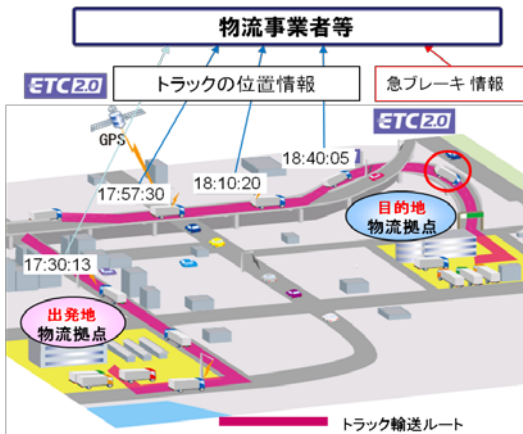 物流事業者等
ETC2.0
トラックの位置情報
急ブレーキ 情報
ETC2.0
GPS
18:40:05
18:10:20
17:57:30
目的地
物流拠点
17:30:13
出発地
物流拠点
トラック輸送ルート